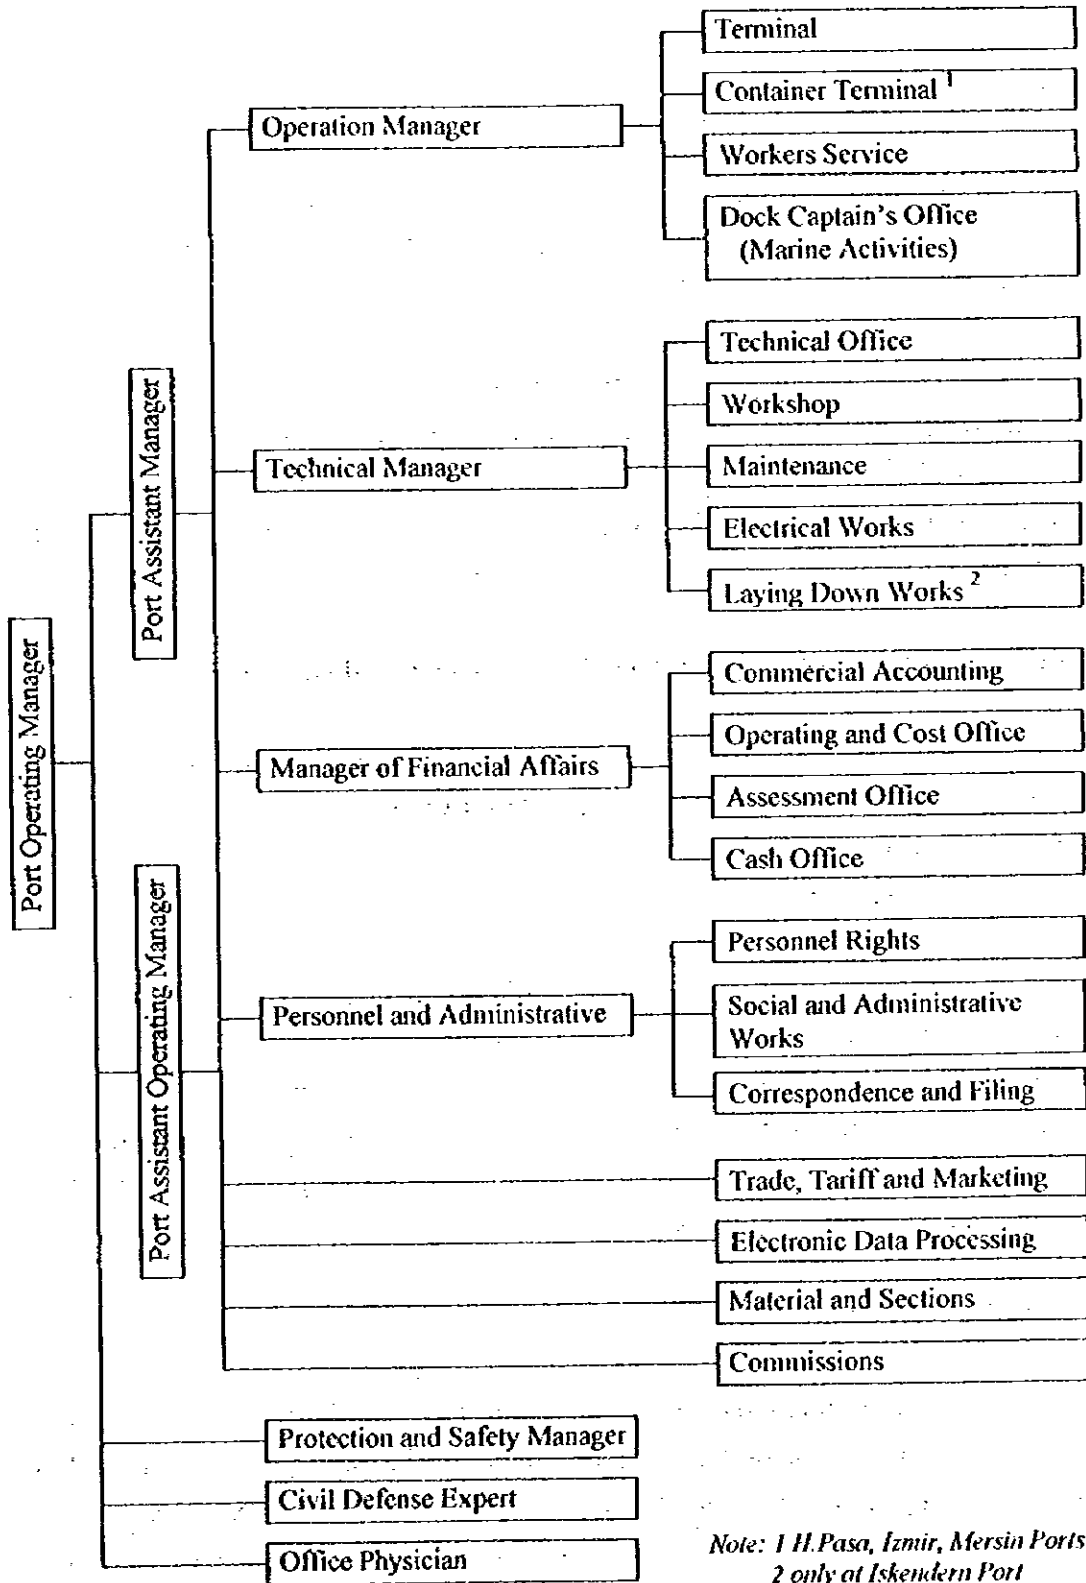 Port Operating Manager
Port Assistant Manager
Port Assistant Operating Manager
Operation Manager
Terminal
Container Terminal 1
Workers Service
Dock Captain's Office
(Marine Activities)
Technical Manager
Technical Office
Workshop
Maintenance
Electrical Works
Laying Down Works 2
Manager of Financial Affairs
Commercial Accounting
Operating and Cost Office
Assessment Office
Cash Office
Personnel and Administrative
Personnel Rights
Social and Administrative
Works
Correspondence and Filing
Trade, Tariff and Marketing
Electronic Data Processing
Material and Sections
Commissions
Protection and Safety Manager
Civil Defense Expert
Office Physician
Note: 1 H.Pasa, Izmir, Mersin Ports
2 only at Iskendern Port